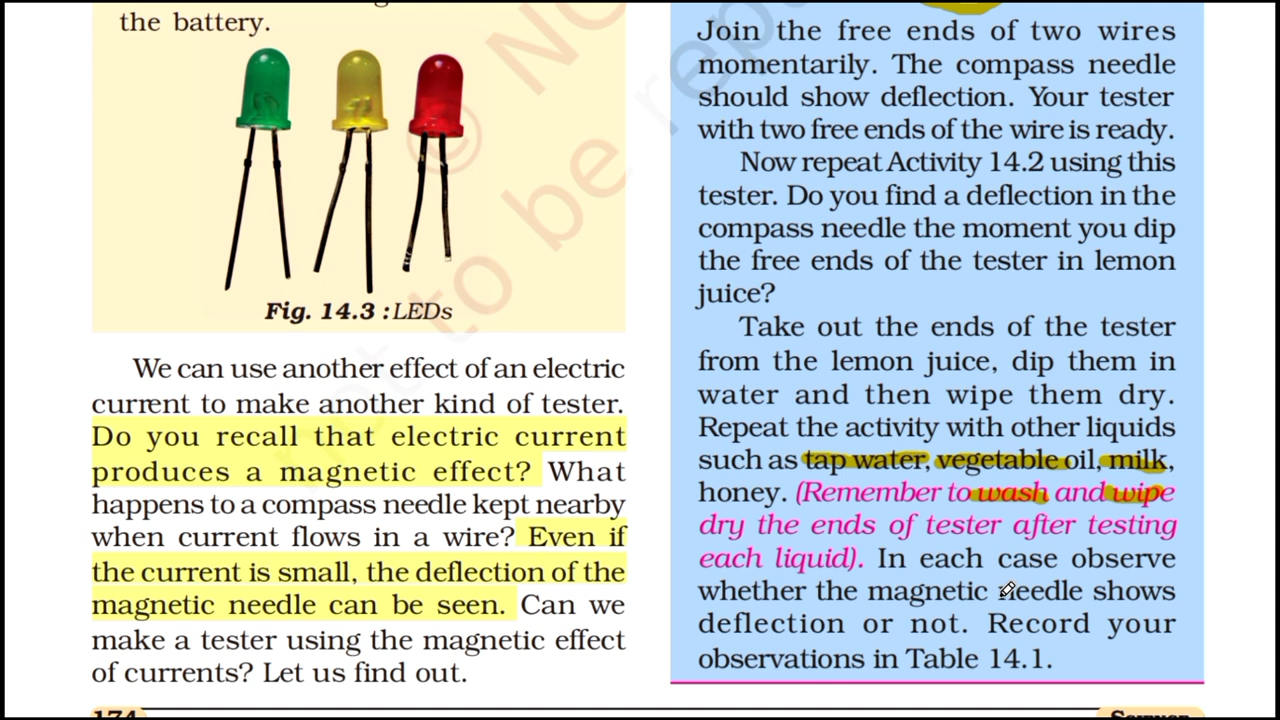 the battery.
Fig. 14.3 : LEDs
We can use another effect of an electric
current to make another kind of tester.
Do you recall that electric current
produces a magnetic effect? What
happens to a compass needle kept nearby
when current flows in a wire? Even if
the current is small, the deflection of the
magnetic needle can be seen. Can we
make a tester using the magnetic effect
of currents? Let us find out.
174
Join the free ends of two wires
momentarily. The compass needle
should show deflection. Your tester
with two free ends of the wire is ready.
Now repeat Activity 14.2 using this
tester. Do you find a deflection in the
compass needle the moment you dip
the free ends of the tester in lemon
juice?
Take out the ends of the tester
from the lemon juice, dip them in
water and then wipe them dry.
Repeat the activity with other liquids
such as tap water, vegetable oil, milk,
honey. (Remember to wash and wipe
dry the ends of tester after testing
each liquid). In each case observe
whether the magnetic needle shows
deflection or not. Record your
observations in Table 14.1.
Science
not to be rep
© NC